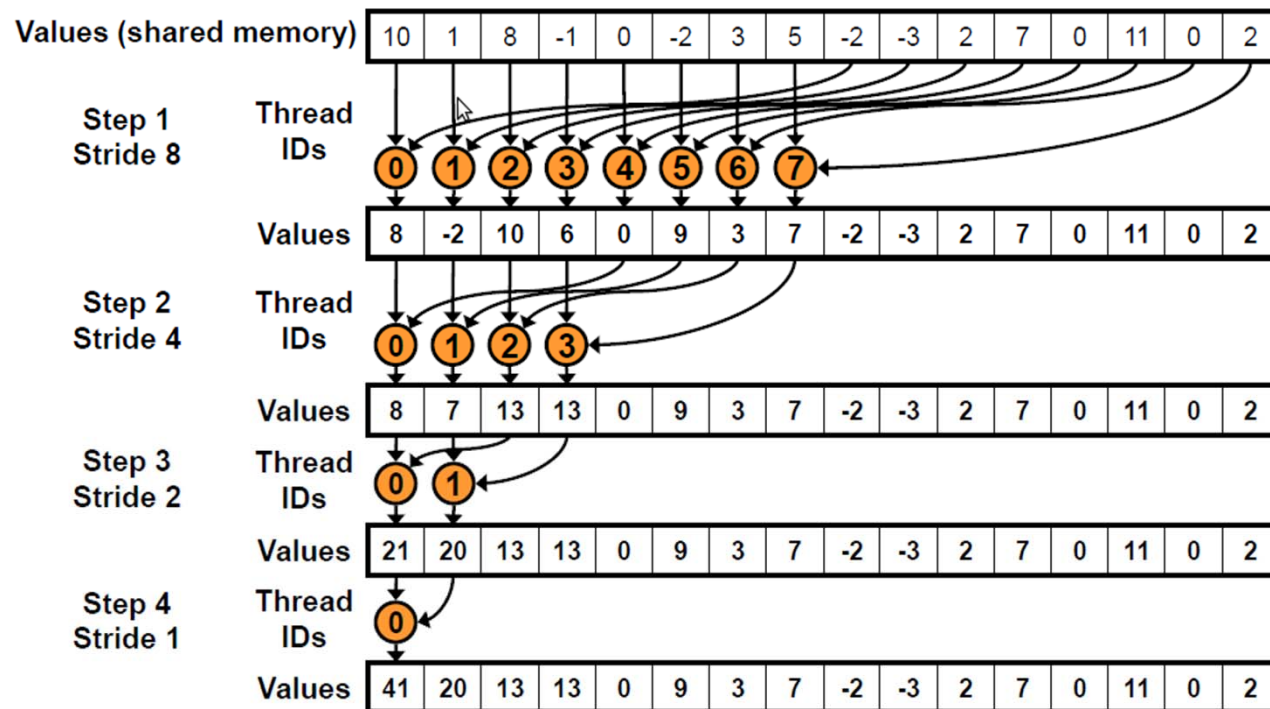 Values (shared memory) 10 1 8 -1 0 -2 3 5 -2 -3 2 7 0 11 0 2
Step 1 Thread
Stride 8 IDs
0 1 2 3 4 5 6 7
Values 8 -2 10 6 0 9 3 7 -2 -3 2 7 0 11 0 2
Step 2 Thread
Stride 4 IDs
0 1 2 3
Values 8 7 13 13 0 9 3 7 -2 -3 2 7 0 11 0 2
Step 3 Thread
Stride 2 IDs
0 1
Values 21 20 13 13 0 9 3 7 -2 -3 2 7 0 11 0 2
Step 4 Thread
Stride 1 IDs
0
Values 41 20 13 13 0 9 3 7 -2 -3 2 7 0 11 0 2